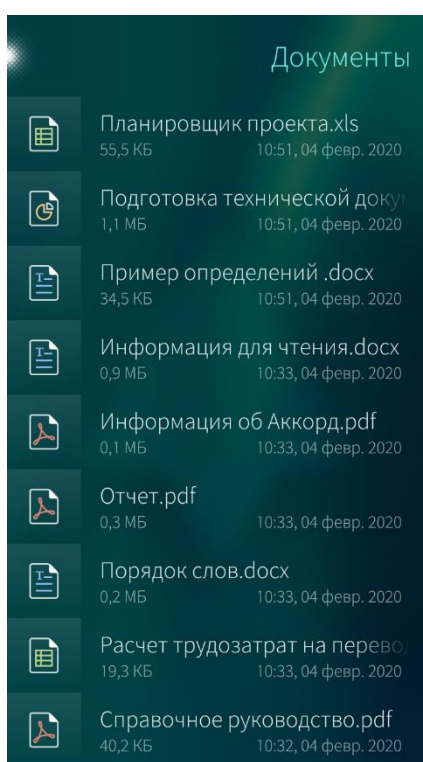 Документы
Планировщик проекта.xls
55,5 КБ 10:51, 04 февр. 2020
Подготовка технической
1,1 МБ 10:51, 04 февр. 2020
Пример определений .docx
34,5 КБ 10:51, 04 февр. 2020
Информация для чтения.docx
0,9 МБ 10:33, 04 февр. 2020
Информация об Аккорд.pdf
0,1 МБ 10:33, 04 февр. 2020
Отчет.pdf
0,3 МБ 10:33, 04 февр. 2020
Порядок слов.docx
0,2 МБ 10:33, 04 февр. 2020
Расчет трудозатрат на
19,3 КБ 10:33, 04 февр. 2020
Справочное руководство.pdf
40,2 КБ 10:32, 04 февр. 2020